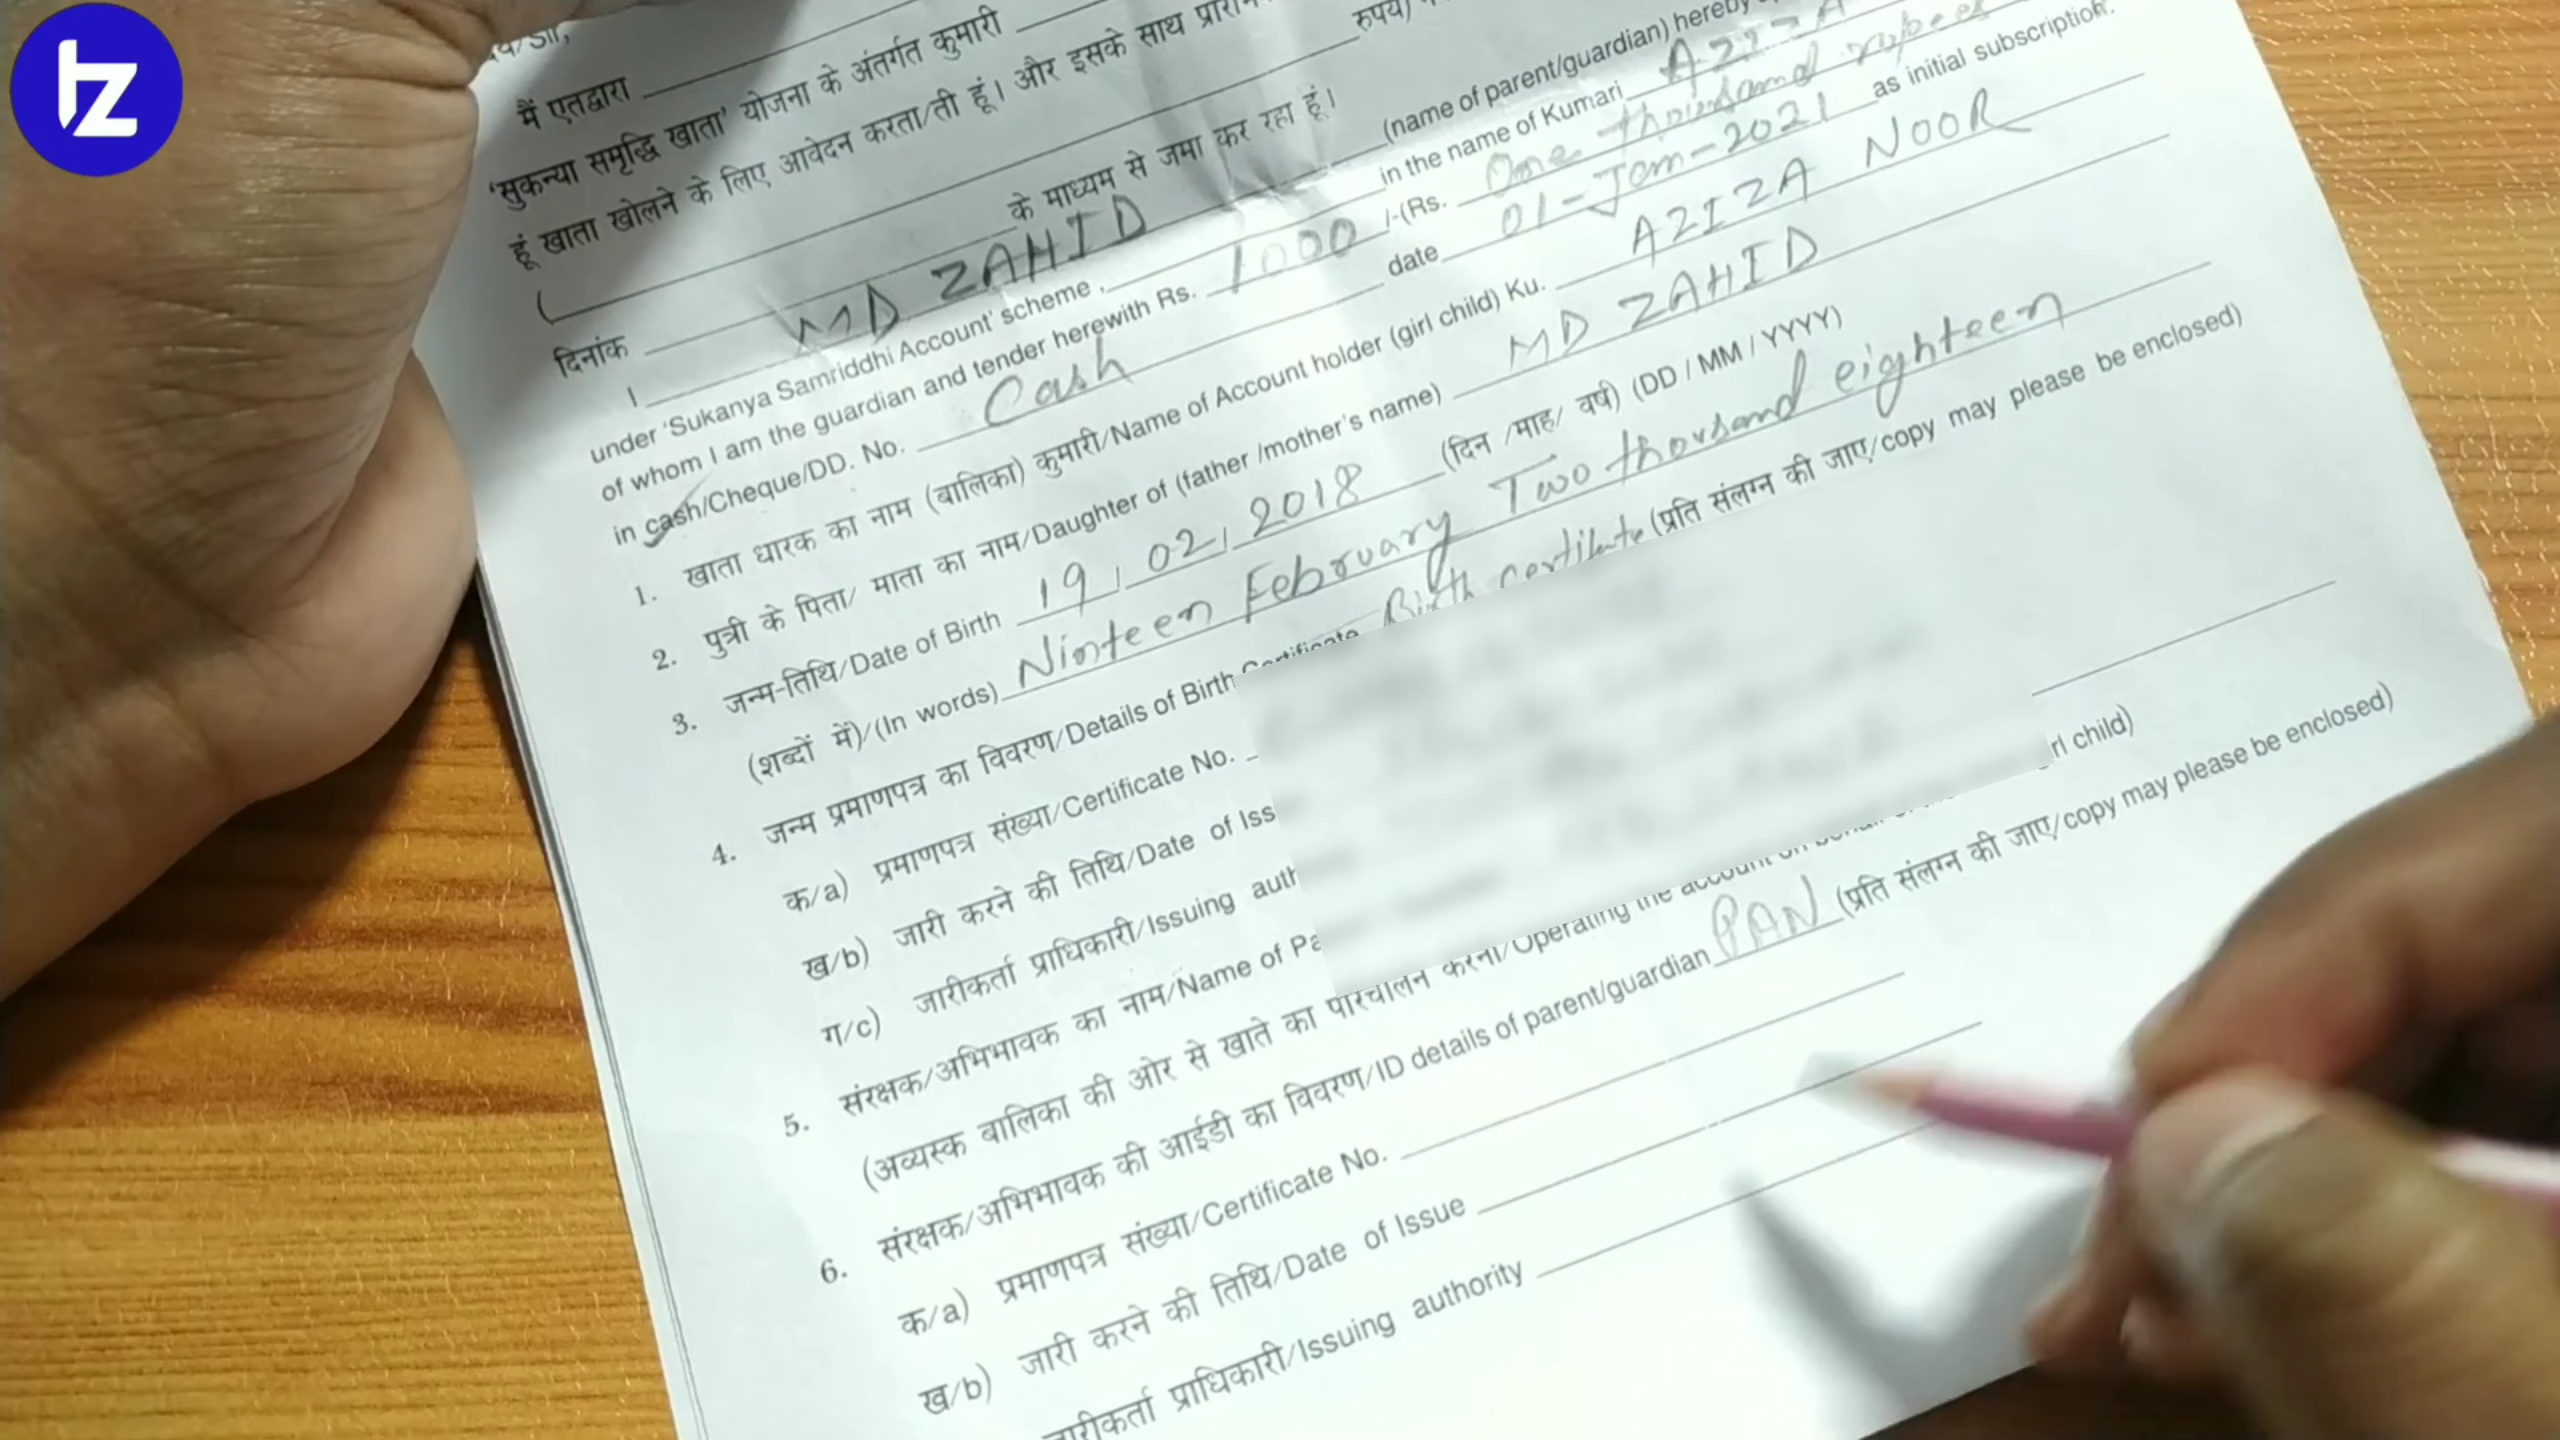 tz
मैं एतद्वारा
'सुकन्या समृद्धि खाता' योजना के अंतर्गत कुमारी
हूं खाता खोलने के लिए आवेदन करता/ती हूं। और इसके साथ
(
के माध्यम से जमा कर रहा हूं।
दिनांक
I MD ZAHID (name of parent/guardian) hereby
under 'Sukanya Samriddhi Account' scheme, in the name of Kumari AZIZA
of whom I am the guardian and tender herewith Rs. 1000 /-(Rs. One thousand rupees
in cash/Cheque/DD. No. Cash date 01-Jan-2021 as initial subscription.
1. खाता धारक का नाम (बालिका) कुमारी/Name of Account holder (girl child) Ku. AZIZA NOOR
2. पुत्री के पिता/ माता का नाम/Daughter of (father /mother's name) MD ZAHID
3. जन्म-तिथि/Date of Birth 19 02 2018 (दिन /माह/ वर्ष) (DD / MM / YYYY)
(शब्दों में)/(In words) Ninteen February Two thousand eighteen
4. जन्म प्रमाणपत्र का विवरण/Details of Birth Certificate Birth (प्रति संलग्न की जाए/copy may please be enclosed)
क/a) प्रमाणपत्र संख्या/Certificate No.
ख/b) जारी करने की तिथि/Date of Iss
ग/c) जारीकर्ता प्राधिकारी/Issuing auth
5. संरक्षक/अभिभावक का नाम/Name of Pa
(अव्यस्क बालिका की ओर से खाते का परिचालन करना/Operating the account on rl child)
6. संरक्षक/अभिभावक की आईडी का विवरण/ID details of parent/guardian PAN (प्रति संलग्न की जाए/copy may please be enclosed)
क/a) प्रमाणपत्र संख्या/Certificate No.
ख/b) जारी करने की तिथि/Date of Issue
जारीकर्ता प्राधिकारी/Issuing authority